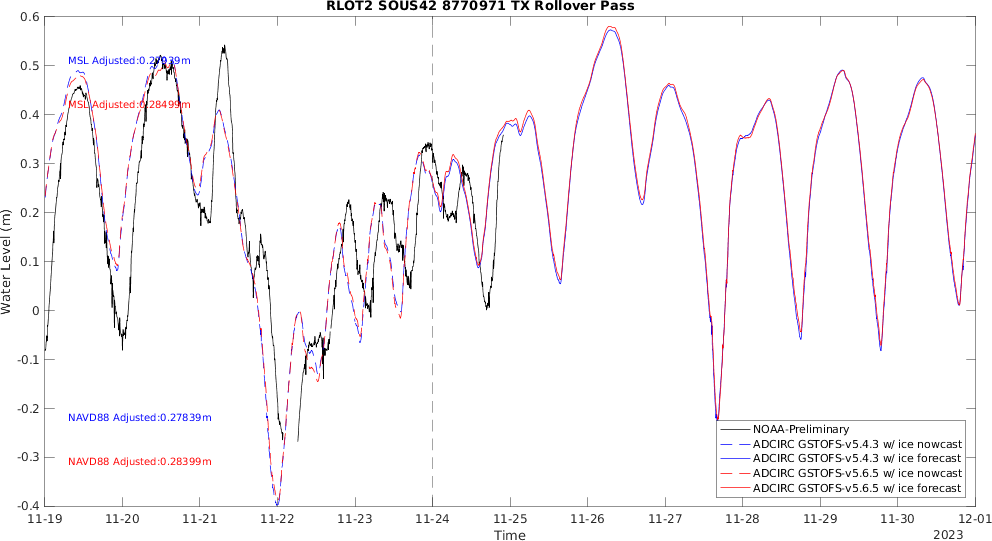 RLOT2 SOUS42 8770971 TX Rollover Pass
0.6
0.5
0.4
0.3
0.2
0.1
0
-0.1
-0.2
-0.3
-0.4
Water Level (m)
MSL Adjusted:0.28939m
MSL Adjusted:0.28499m
NAVD88 Adjusted:0.27839m
NAVD88 Adjusted:0.28399m
NOAA-Preliminary
ADCIRC GSTOFS-v5.4.3 w/ ice nowcast
ADCIRC GSTOFS-v5.4.3 w/ ice forecast
ADCIRC GSTOFS-v5.6.5 w/ ice nowcast
ADCIRC GSTOFS-v5.6.5 w/ ice forecast
11-19 11-20 11-21 11-22 11-23 11-24 11-25 11-26 11-27 11-28 11-29 11-30 12-01
Time
2023